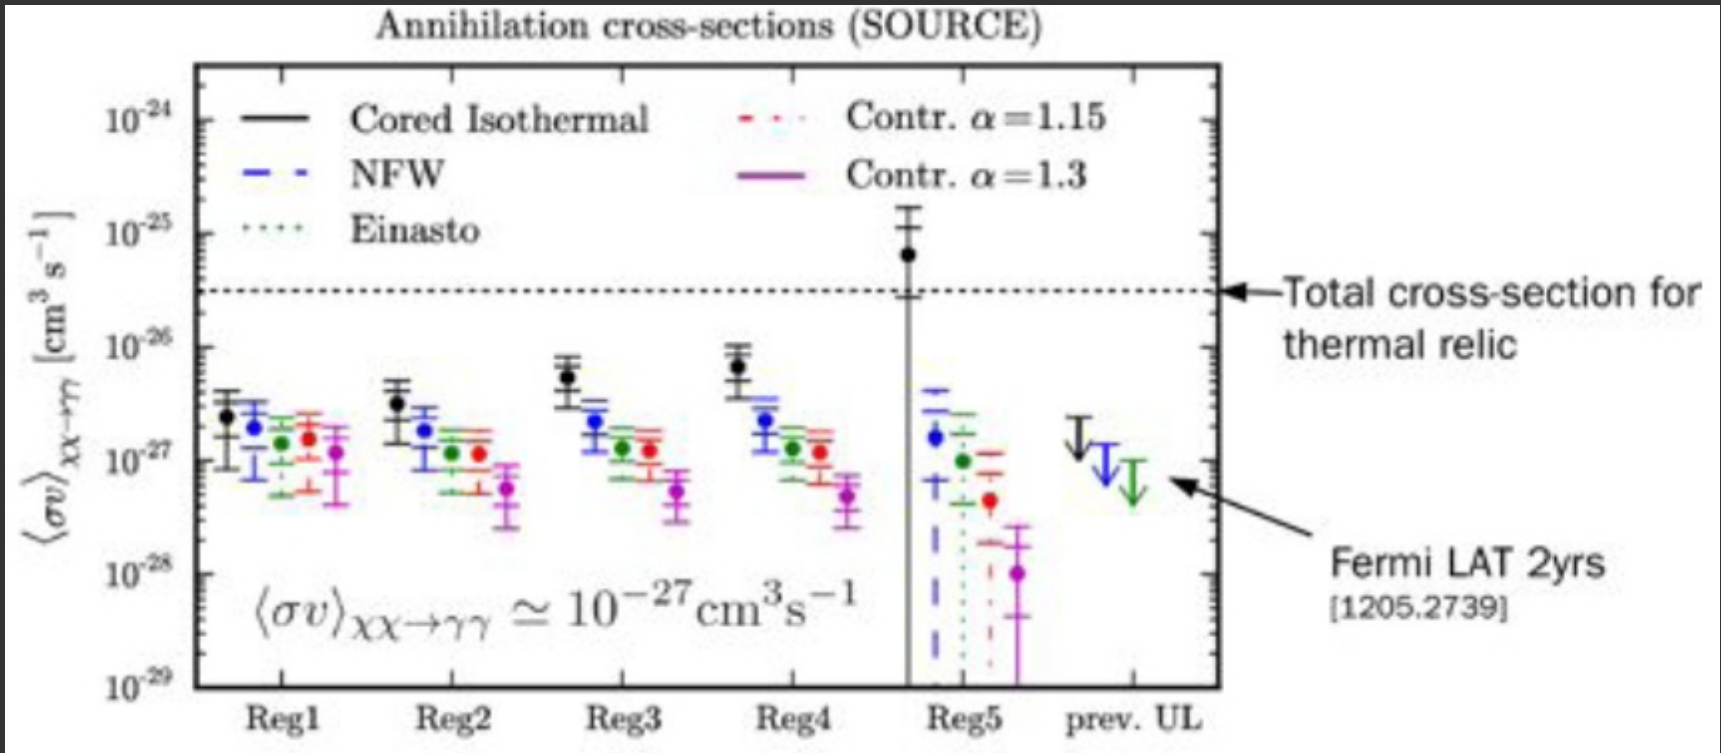 Annihilation cross-sections (SOURCE)
10⁻²⁴
10⁻²⁵
10⁻²⁶
10⁻²⁷
10⁻²⁸
10⁻²⁹
⟨σv⟩χχ→γγ [cm³ s⁻¹]
Cored Isothermal
NFW
Einasto
Contr. α=1.15
Contr. α=1.3
Total cross-section for
thermal relic
Fermi LAT 2yrs
[1205.2739]
⟨σv⟩χχ→γγ ≃ 10⁻²⁷cm³s⁻¹
Reg1 Reg2 Reg3 Reg4 Reg5 prev. UL